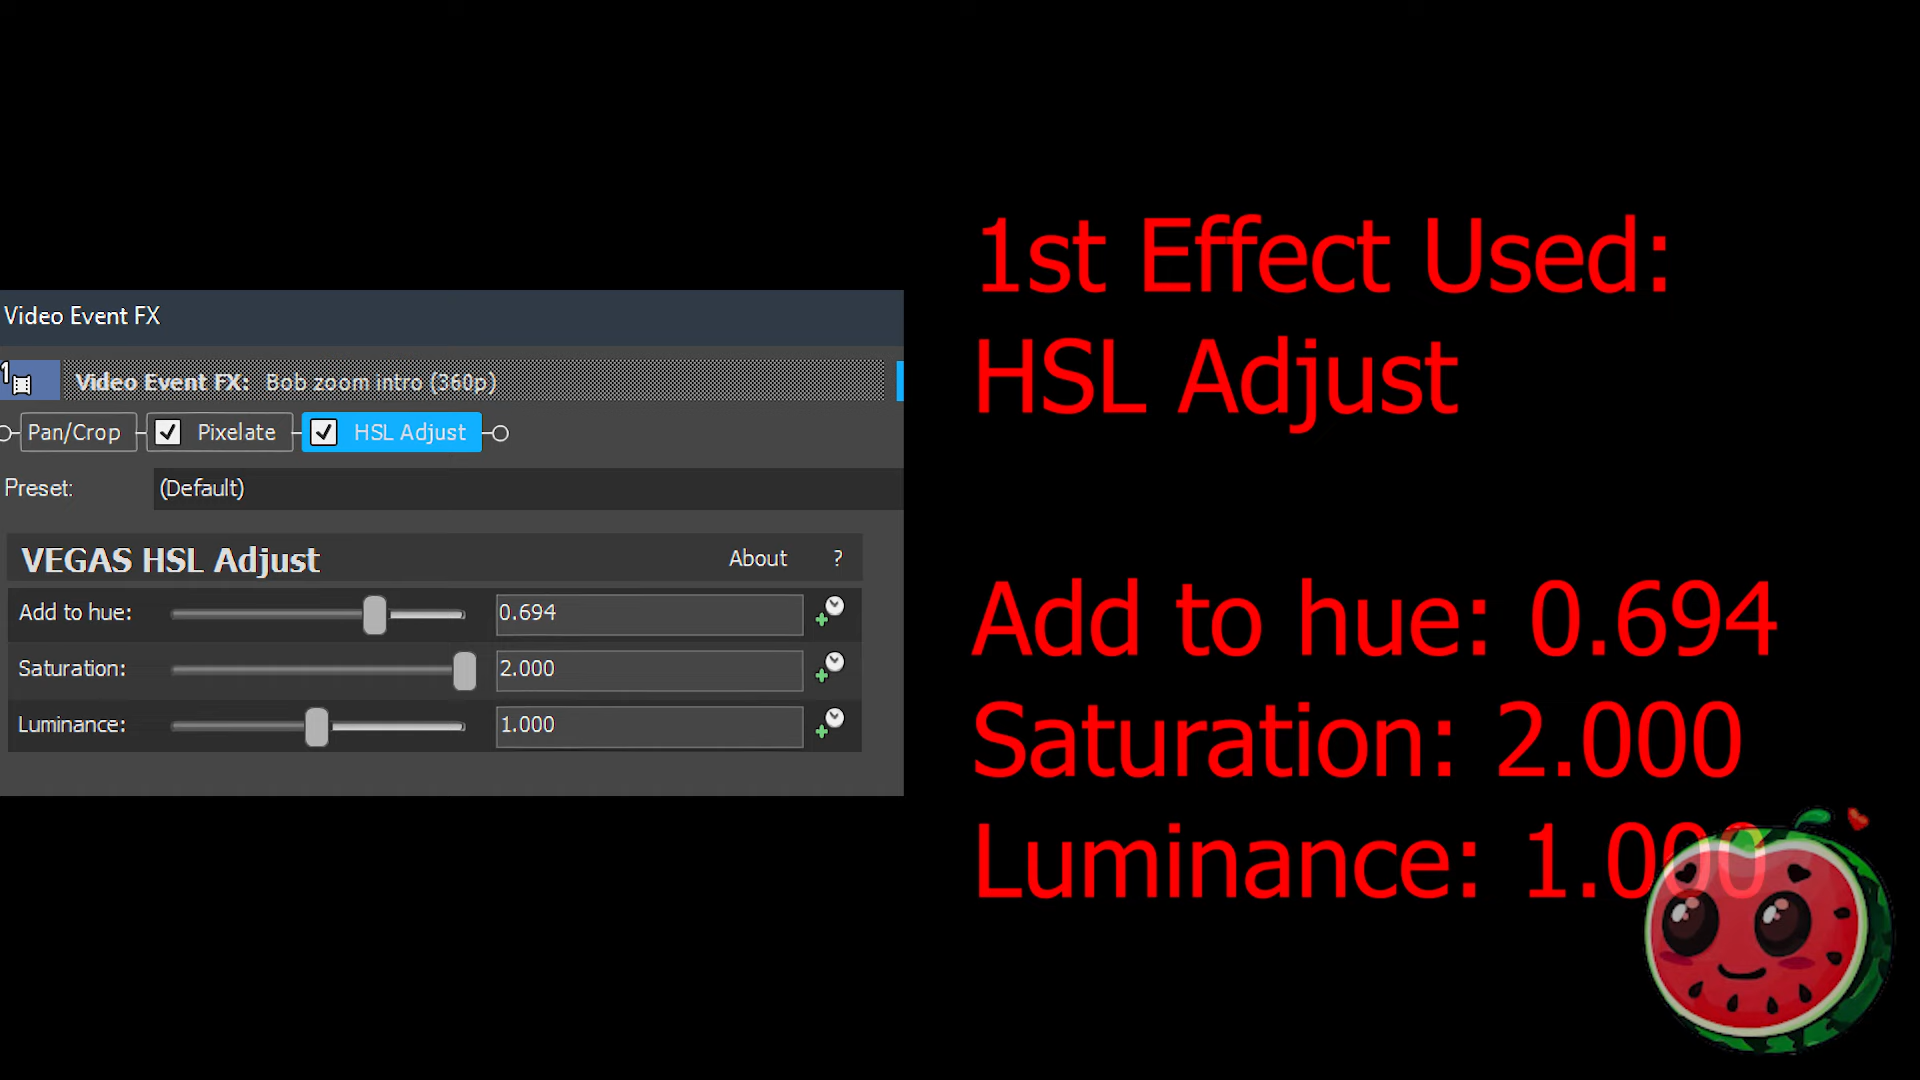 Video Event FX
1
Video Event FX: Bob zoom intro (360p)
Pan/Crop Pixelate HSL Adjust
Preset: (Default)
VEGAS HSL Adjust About ?
Add to hue: 0.694
Saturation: 2.000
Luminance: 1.000
1st Effect Used:
HSL Adjust
Add to hue: 0.694
Saturation: 2.000
Luminance: 1.000